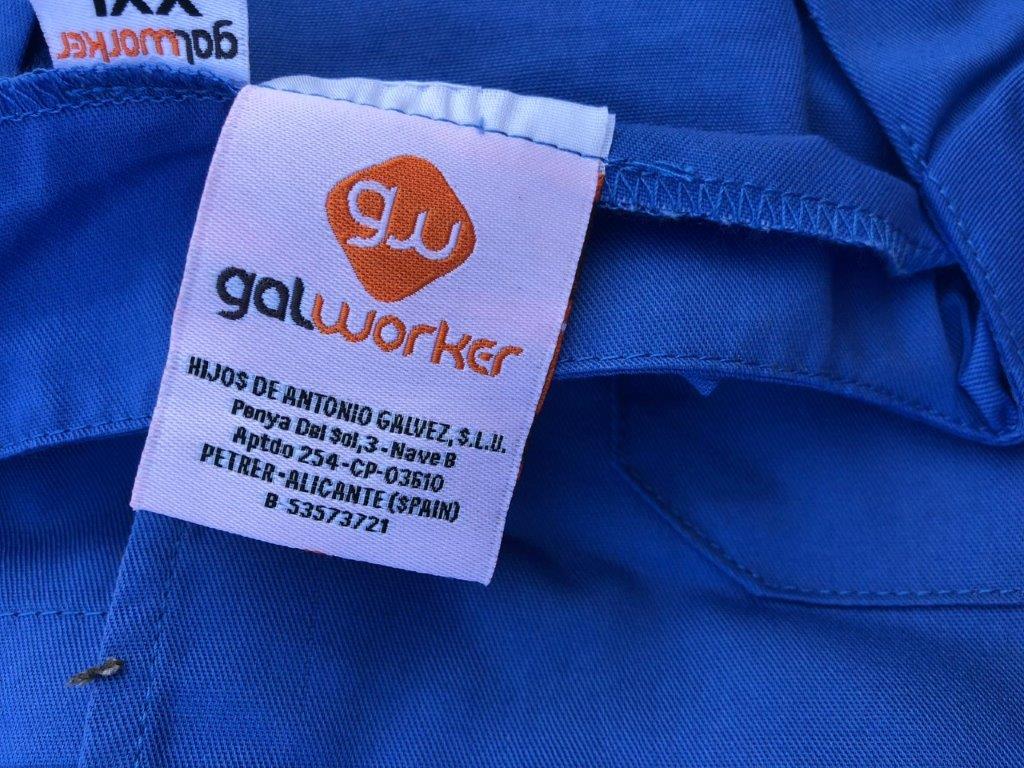 XXL
galworker
gw
galworker
HIJOS DE ANTONIO GALVEZ, S.L.U.
Penya Del Sol,3-Nave B
Aptdo 254-CP-03610
PETRER-ALICANTE (SPAIN)
B-53573721